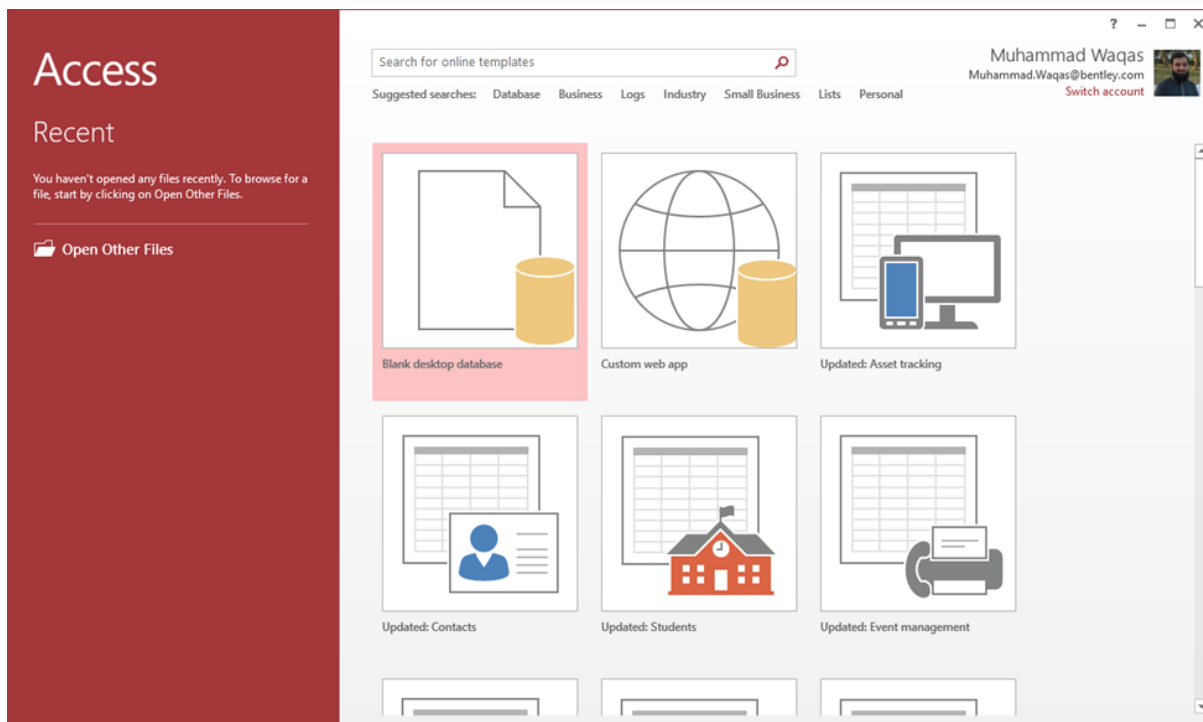 Access
Recent
You haven't opened any files recently. To browse for a
file, start by clicking on Open Other Files.
Open Other Files
?
Search for online templates
Suggested searches: Database Business Logs Industry Small Business Lists Personal
Muhammad Waqas
Muhammad.Waqas@bentley.com
Switch account
Blank desktop database
Custom web app
Updated: Asset tracking
Updated: Contacts
Updated: Students
Updated: Event management